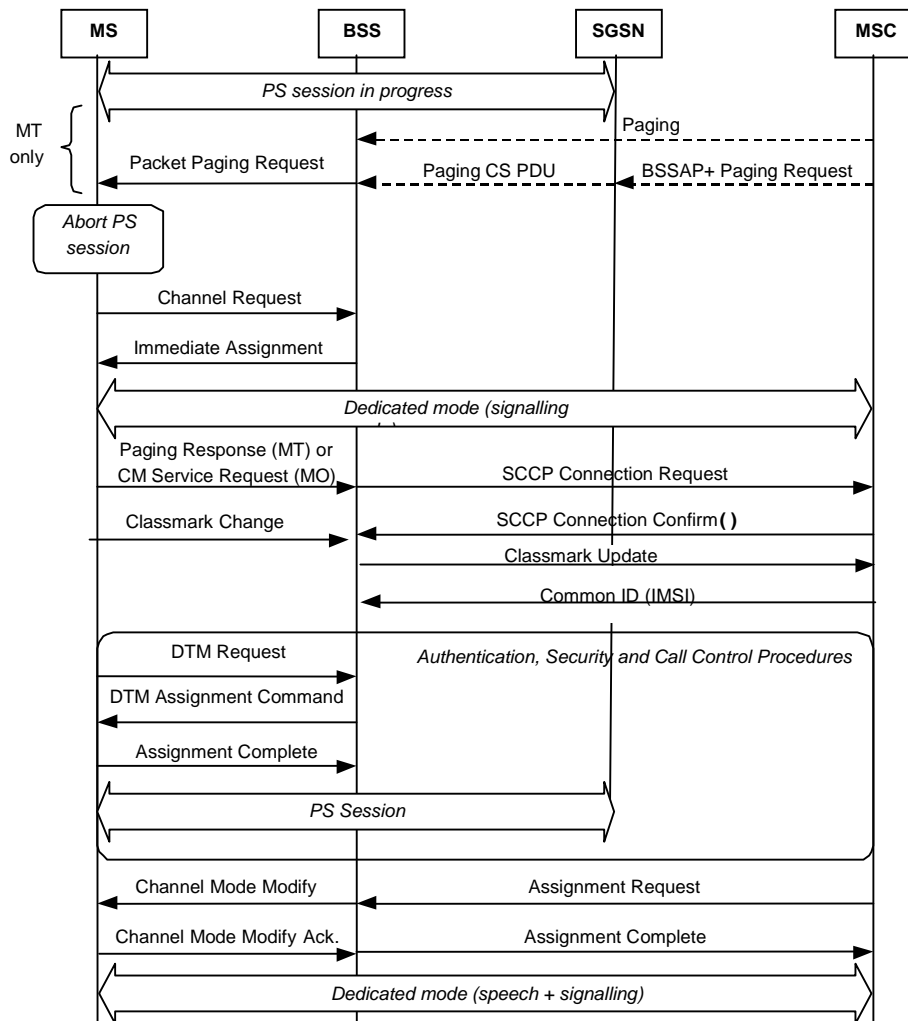 MS BSS SGSN MSC
PS session in progress
MT
only
Paging
Packet Paging Request Paging CS PDU BSSAP+ Paging Request
Abort PS
session
Channel Request
Immediate Assignment
Dedicated mode (signalling
Paging Response (MT) or
CM Service Request (MO) SCCP Connection Request
Classmark Change SCCP Connection Confirm( )
Classmark Update
Common ID (IMSI)
DTM Request Authentication, Security and Call Control Procedures
DTM Assignment Command
Assignment Complete
PS Session
Channel Mode Modify Assignment Request
Channel Mode Modify Ack. Assignment Complete
Dedicated mode (speech + signalling)